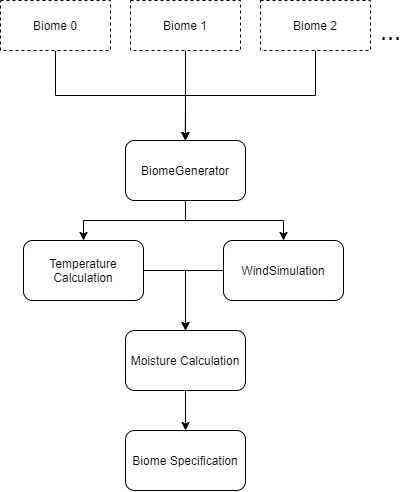 Biome 0
Biome 1
Biome 2
...
BiomeGenerator
Temperature
Calculation
WindSimulation
Moisture Calculation
Biome Specification